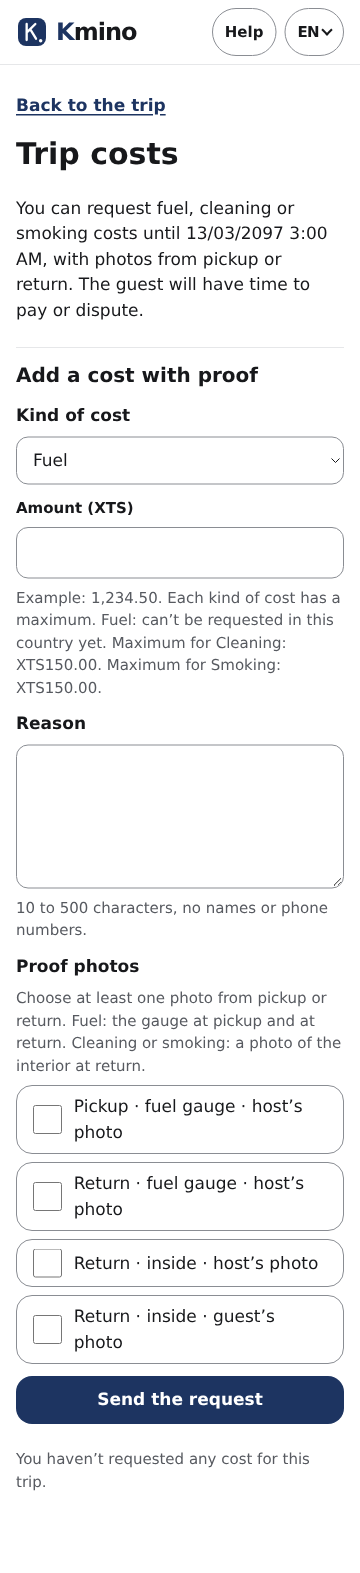 K. Kmino
Help
EN
Back to the trip
Trip costs
You can request fuel, cleaning or
smoking costs until 13/03/2097 3:00
AM, with photos from pickup or
return. The guest will have time to
pay or dispute.
Add a cost with proof
Kind of cost
Fuel
Amount (XTS)
Example: 1,234.50. Each kind of cost has a
maximum. Fuel: can’t be requested in this
country yet. Maximum for Cleaning:
XTS150.00. Maximum for Smoking:
XTS150.00.
Reason
10 to 500 characters, no names or phone
numbers.
Proof photos
Choose at least one photo from pickup or
return. Fuel: the gauge at pickup and at
return. Cleaning or smoking: a photo of the
interior at return.
Pickup · fuel gauge · host’s
photo
Return · fuel gauge · host’s
photo
Return · inside · host’s photo
Return · inside · guest’s
photo
Send the request
You haven’t requested any cost for this
trip.